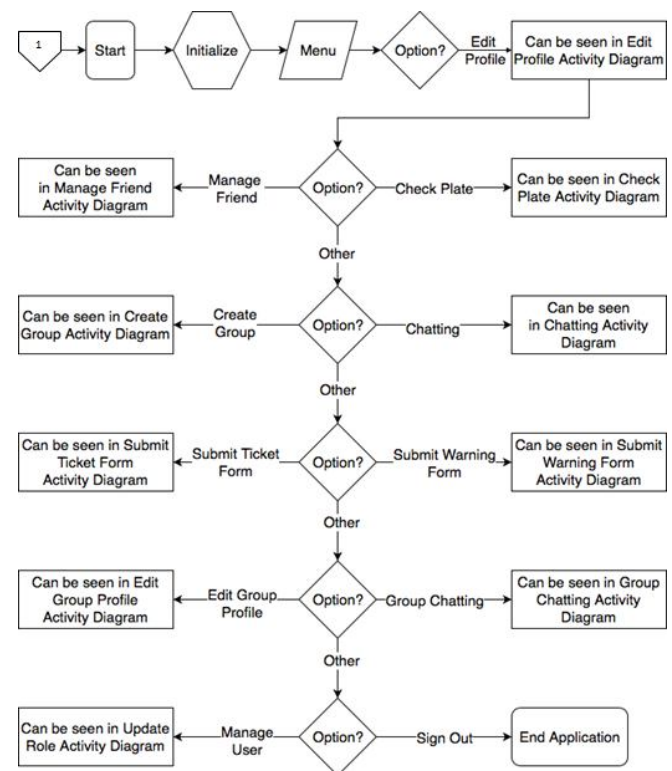 1
Start
Initialize
Menu
Option?
Edit
Profile
Can be seen in Edit
Profile Activity Diagram
Can be seen
in Manage Friend
Activity Diagram
Manage
Friend
Option?
Check Plate
Can be seen in Check
Plate Activity Diagram
Other
Can be seen in Create
Group Activity Diagram
Create
Group
Option?
Chatting
Can be seen
in Chatting Activity
Diagram
Other
Can be seen in Submit
Ticket Form
Activity Diagram
Submit Ticket
Form
Option?
Submit Warning
Form
Can be seen in Submit
Warning Form
Activity Diagram
Other
Can be seen in Edit
Group Profile
Activity Diagram
Edit Group
Profile
Option?
Group Chatting
Can be seen in Group
Chatting Activity
Diagram
Other
Can be seen in Update
Role Activity Diagram
Manage
User
Option?
Sign Out
End Application